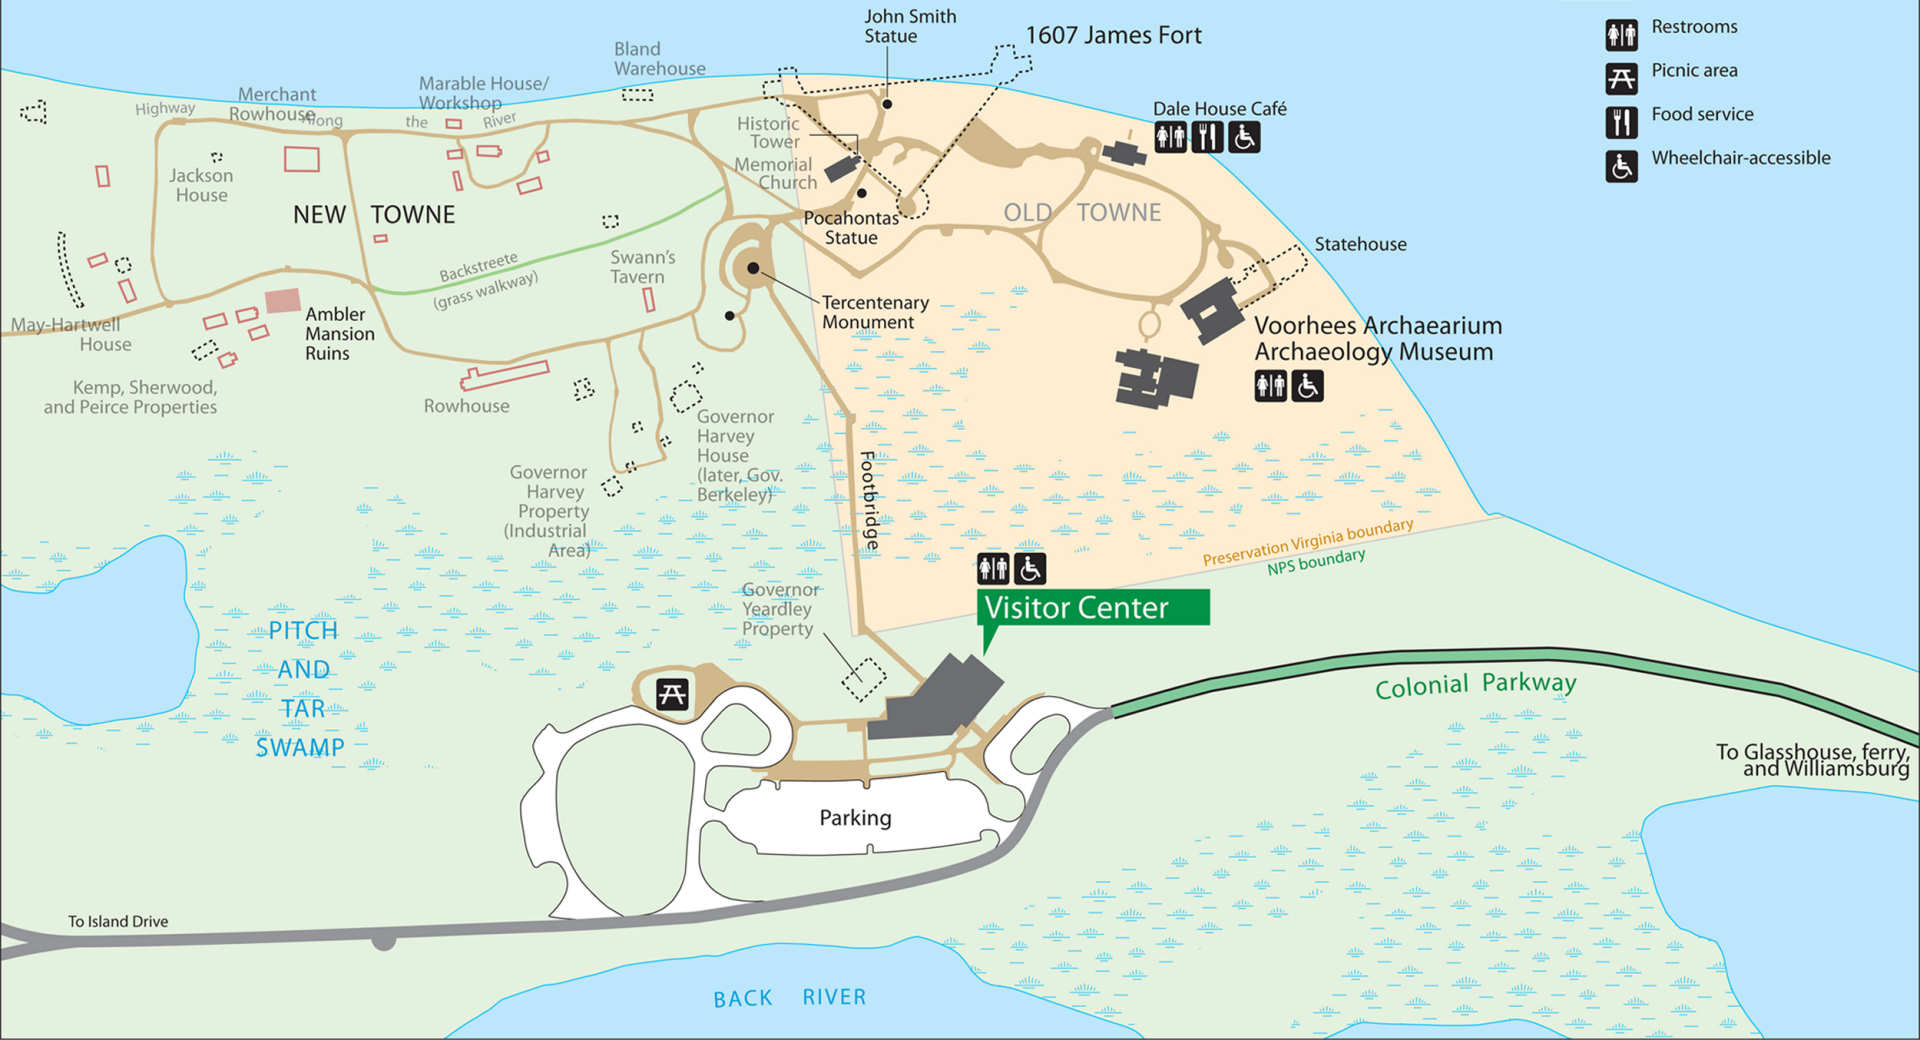 John Smith
Statue
1607 James Fort
Restrooms
Picnic area
Food service
Wheelchair-accessible
Bland
Warehouse
Marable House/
Workshop
Merchant
Rowhouse
Highway Along the River
Dale House Café
Historic
Tower
Memorial
Church
Jackson
House
NEW TOWNE
OLD TOWNE
Pocahontas
Statue
Statehouse
Backstreete
(grass walkway)
Swann's
Tavern
Tercentenary
Monument
Ambler
Mansion
Ruins
May-Hartwell
House
Voorhees Archaearium
Archaeology Museum
Kemp, Sherwood,
and Peirce Properties
Rowhouse
Governor
Harvey
House
(later, Gov.
Berkeley)
Governor
Harvey
Property
(Industrial
Area)
Footbridge
Preservation Virginia boundary
NPS boundary
Governor
Yeardley
Property
Visitor Center
PITCH
AND
TAR
SWAMP
Colonial Parkway
To Glasshouse, ferry,
and Williamsburg
Parking
To Island Drive
BACK RIVER